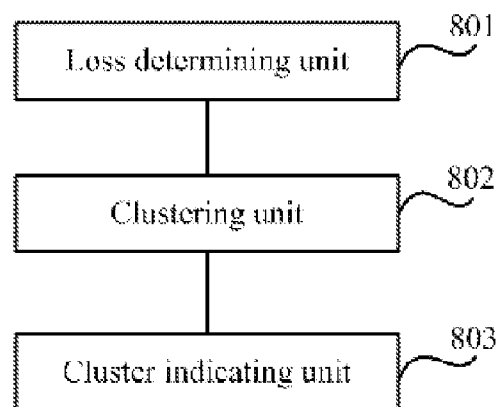 801
Loss determining unit
802
Clustering unit
803
Cluster indicating unit